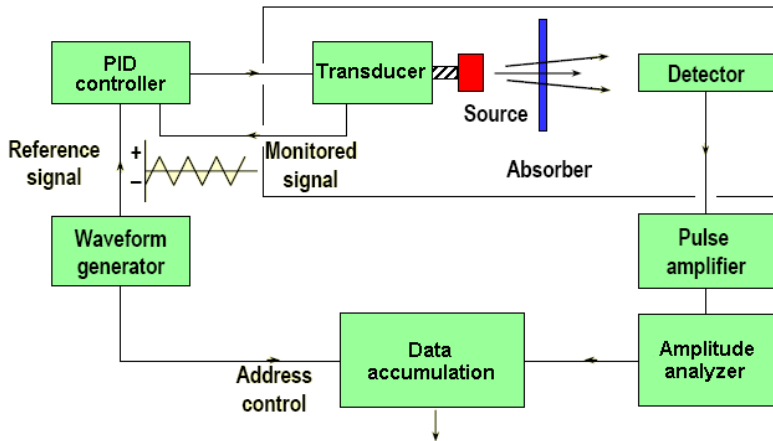 PID
controller
Transducer
Source
Detector
Reference
signal
+
−
Monitored
signal
Absorber
Waveform
generator
Pulse
amplifier
Address
control
Data
accumulation
Amplitude
analyzer